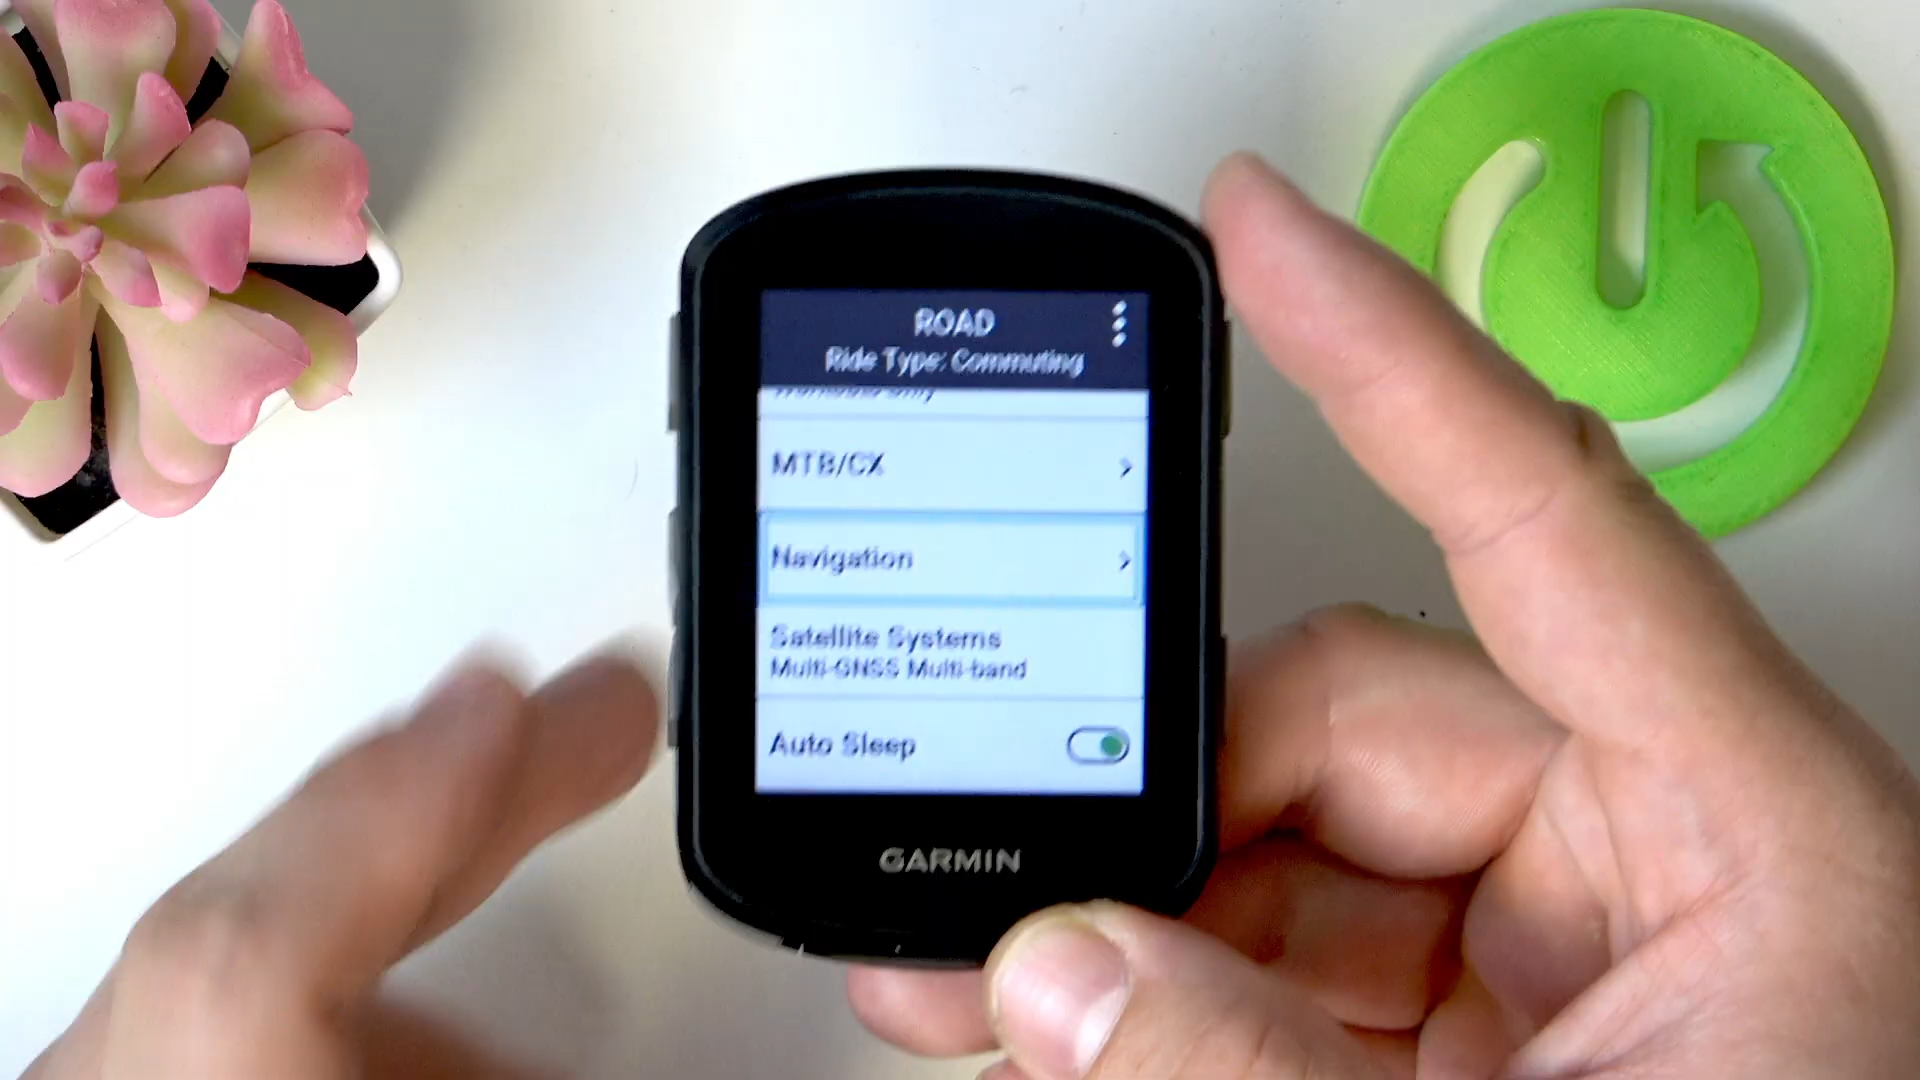 ROAD
Ride Type: Commuting
MTB/CX
Navigation
Satellite Systems
Multi-GNSS Multi-band
Auto Sleep
GARMIN